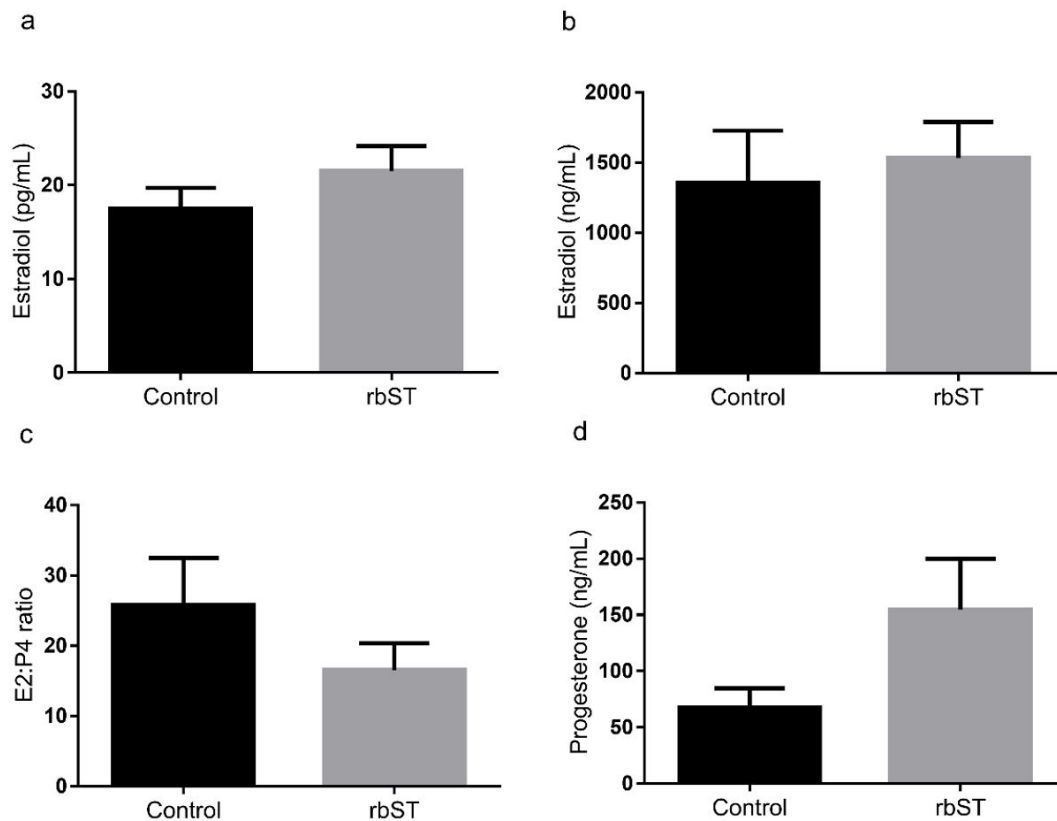 a
Estradiol (pg/mL)
30
20
10
0
Control rbST
b
Estradiol (ng/mL)
2000
1500
1000
500
0
Control rbST
c
E2:P4 ratio
40
30
20
10
0
Control rbST
d
Progesterone (ng/mL)
250
200
150
100
50
0
Control rbST